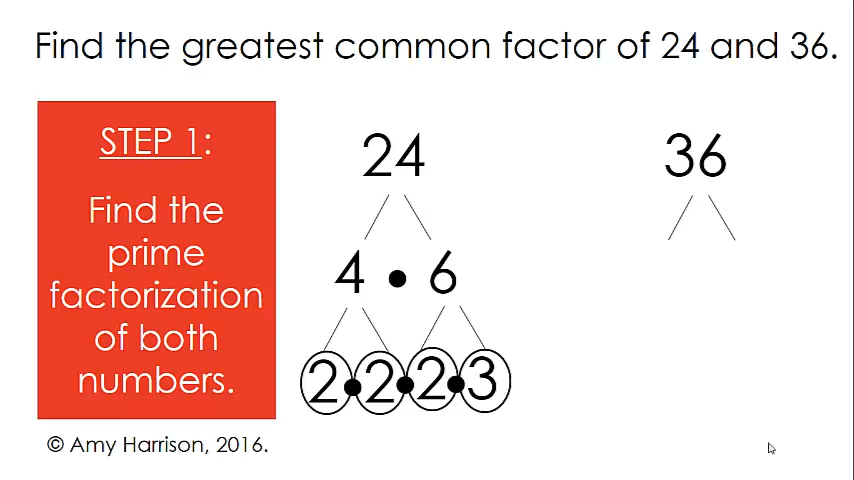 Find the greatest common factor of 24 and 36.
STEP 1:
Find the
prime
factorization
of both
numbers.
24
4 • 6
2 • 2 • 2 • 3
36
© Amy Harrison, 2016.